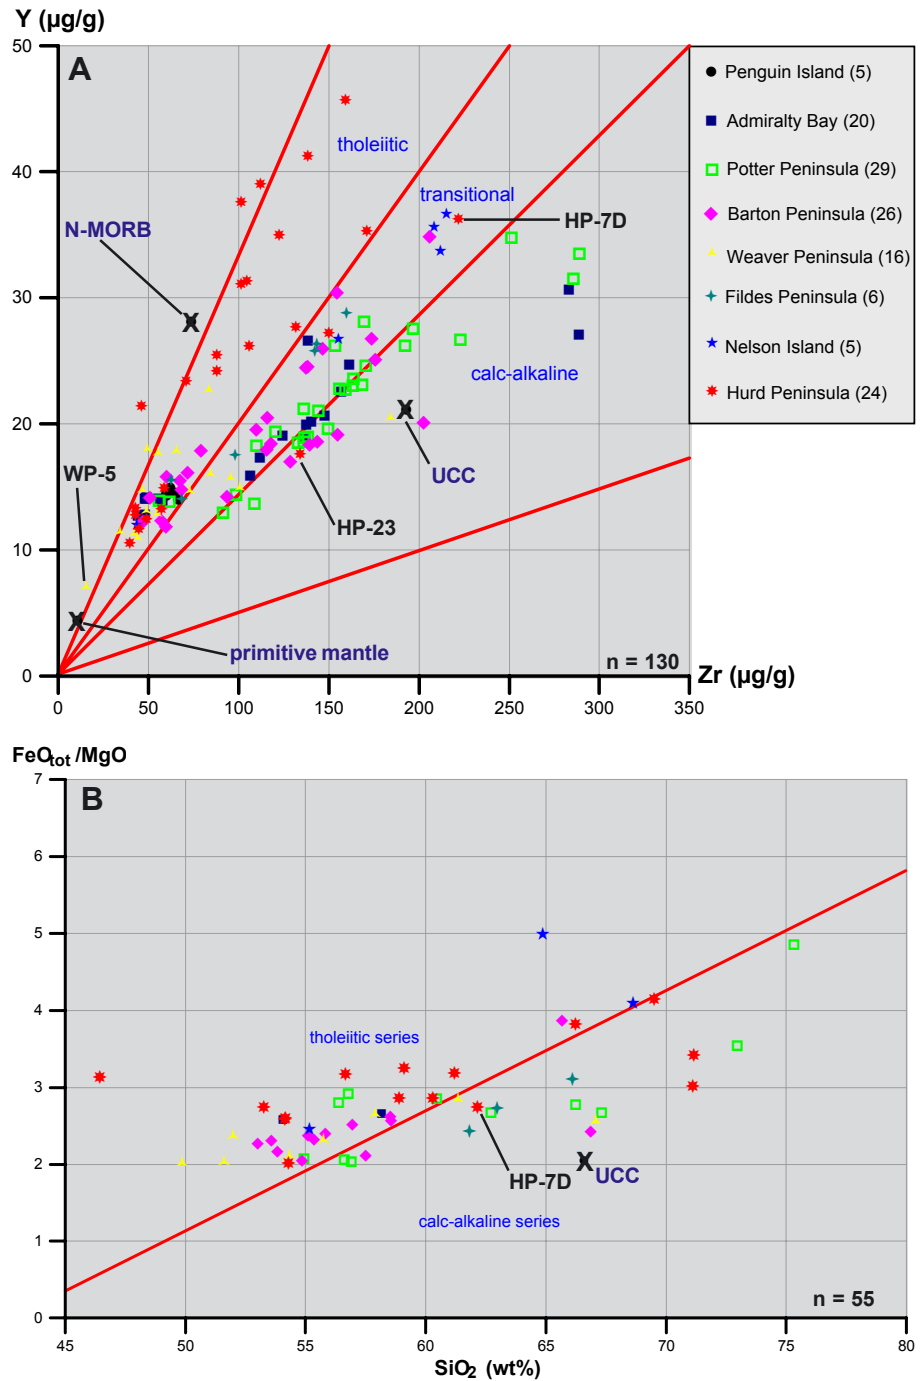 Y (µg/g)
50
A
Penguin Island (5)
Admiralty Bay (20)
tholeiitic
40
Potter Peninsula (29)
transitional
Barton Peninsula (26)
HP-7D
N-MORB
Weaver Peninsula (16)
30
Fildes Peninsula (6)
X
Nelson Island (5)
calc-alkaline
Hurd Peninsula (24)
X
20
WP-5
UCC
HP-23
10
X
primitive mantle
n = 130
0
Zr (µg/g)
0 50 100 150 200 250 300 350
FeOtot /MgO
7
B
6
5
4
tholeiitic series
3
2
X
HP-7D
UCC
calc-alkaline series
1
n = 55
0
45 50 55 60 65 70 75 80
SiO2 (wt%)